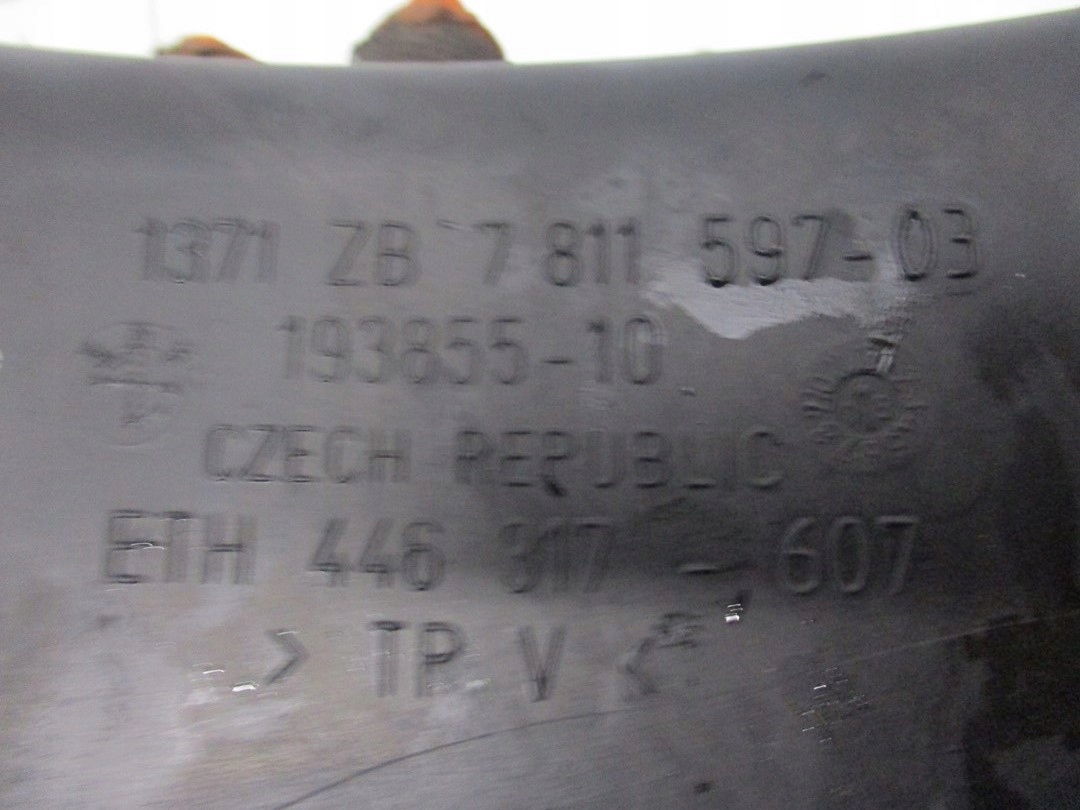 1371 ZB 7 811 597-03
193855-10
CZECH REPUBLIC
ETH 446 817 - 607
> TP V <